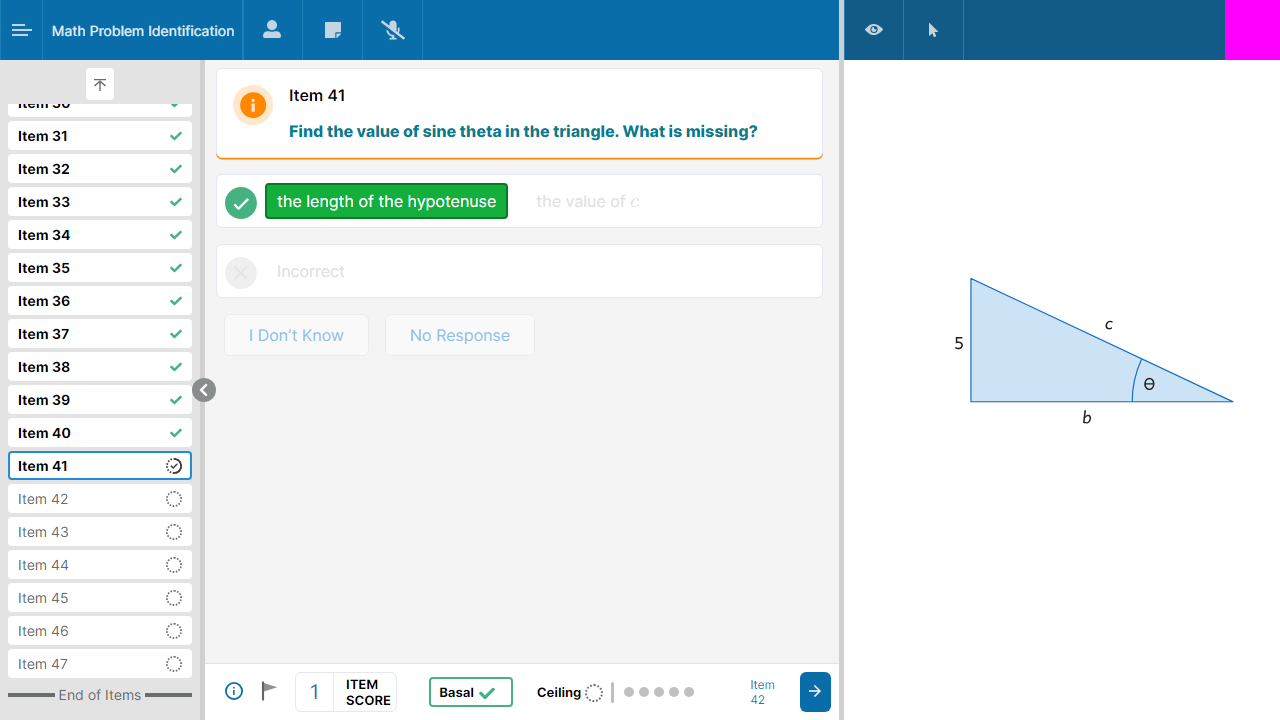 Math Problem Identification
Item 30
Item 31
Item 32
Item 33
Item 34
Item 35
Item 36
Item 37
Item 38
Item 39
Item 40
Item 41
Item 42
Item 43
Item 44
Item 45
Item 46
Item 47
End of Items
Item 41
Find the value of sine theta in the triangle. What is missing?
the length of the hypotenuse
the value of c
Incorrect
I Don't Know
No Response
1
ITEM
SCORE
Basal
Ceiling
Item
42
c
5
θ
b